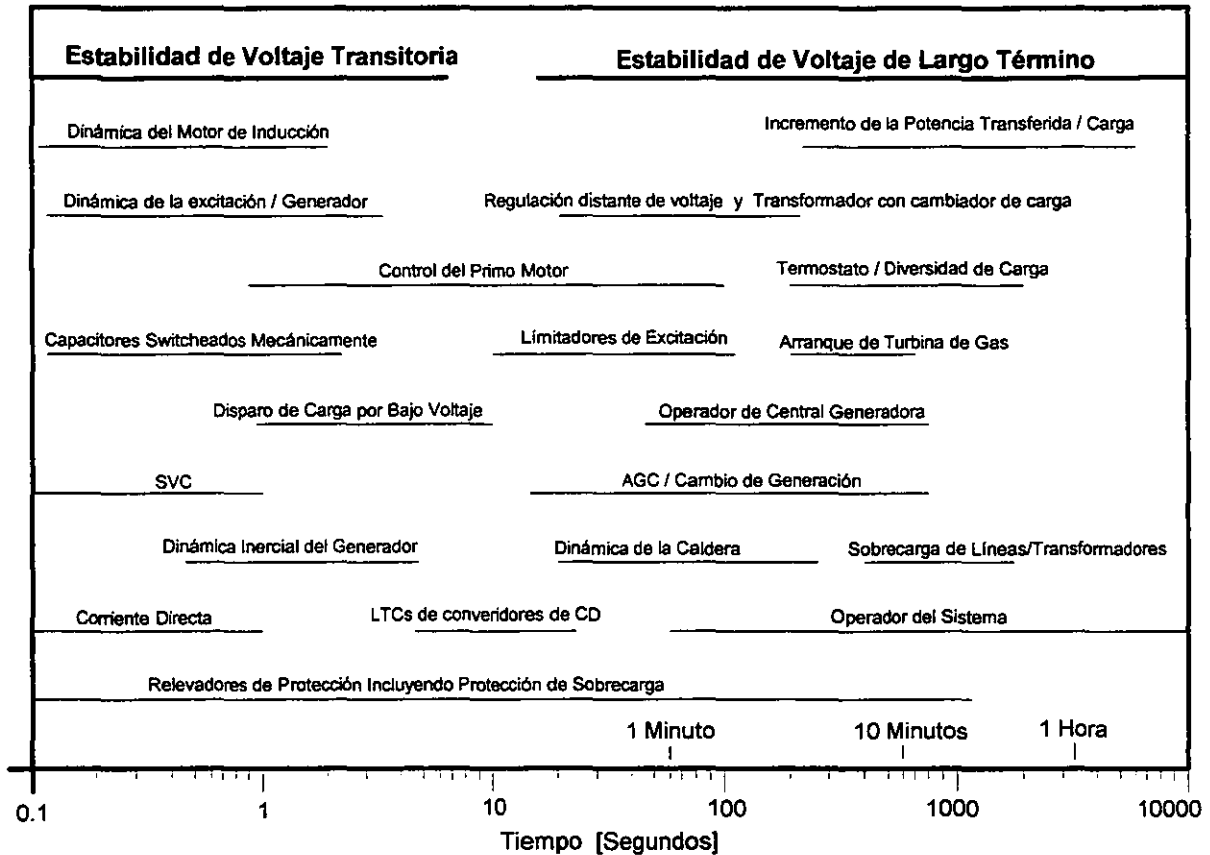 Estabilidad de Voltaje Transitoria
Estabilidad de Voltaje de Largo Término
Dinámica del Motor de Inducción
Incremento de la Potencia Transferida / Carga
Dinámica de la excitación / Generador
Regulación distante de voltaje y Transformador con cambiador de carga
Control del Primo Motor
Termostato / Diversidad de Carga
Capacitores Switcheados Mecánicamente
Límitadores de Excitación
Arranque de Turbina de Gas
Disparo de Carga por Bajo Voltaje
Operador de Central Generadora
SVC
AGC / Cambio de Generación
Dinámica Inercial del Generador
Dinámica de la Caldera
Sobrecarga de Líneas/Transformadores
Corriente Directa
LTCs de converidores de CD
Operador del Sistema
Relevadores de Protección Incluyendo Protección de Sobrecarga
1 Minuto
10 Minutos
1 Hora
0.1
1
10
100
1000
10000
Tiempo [Segundos]